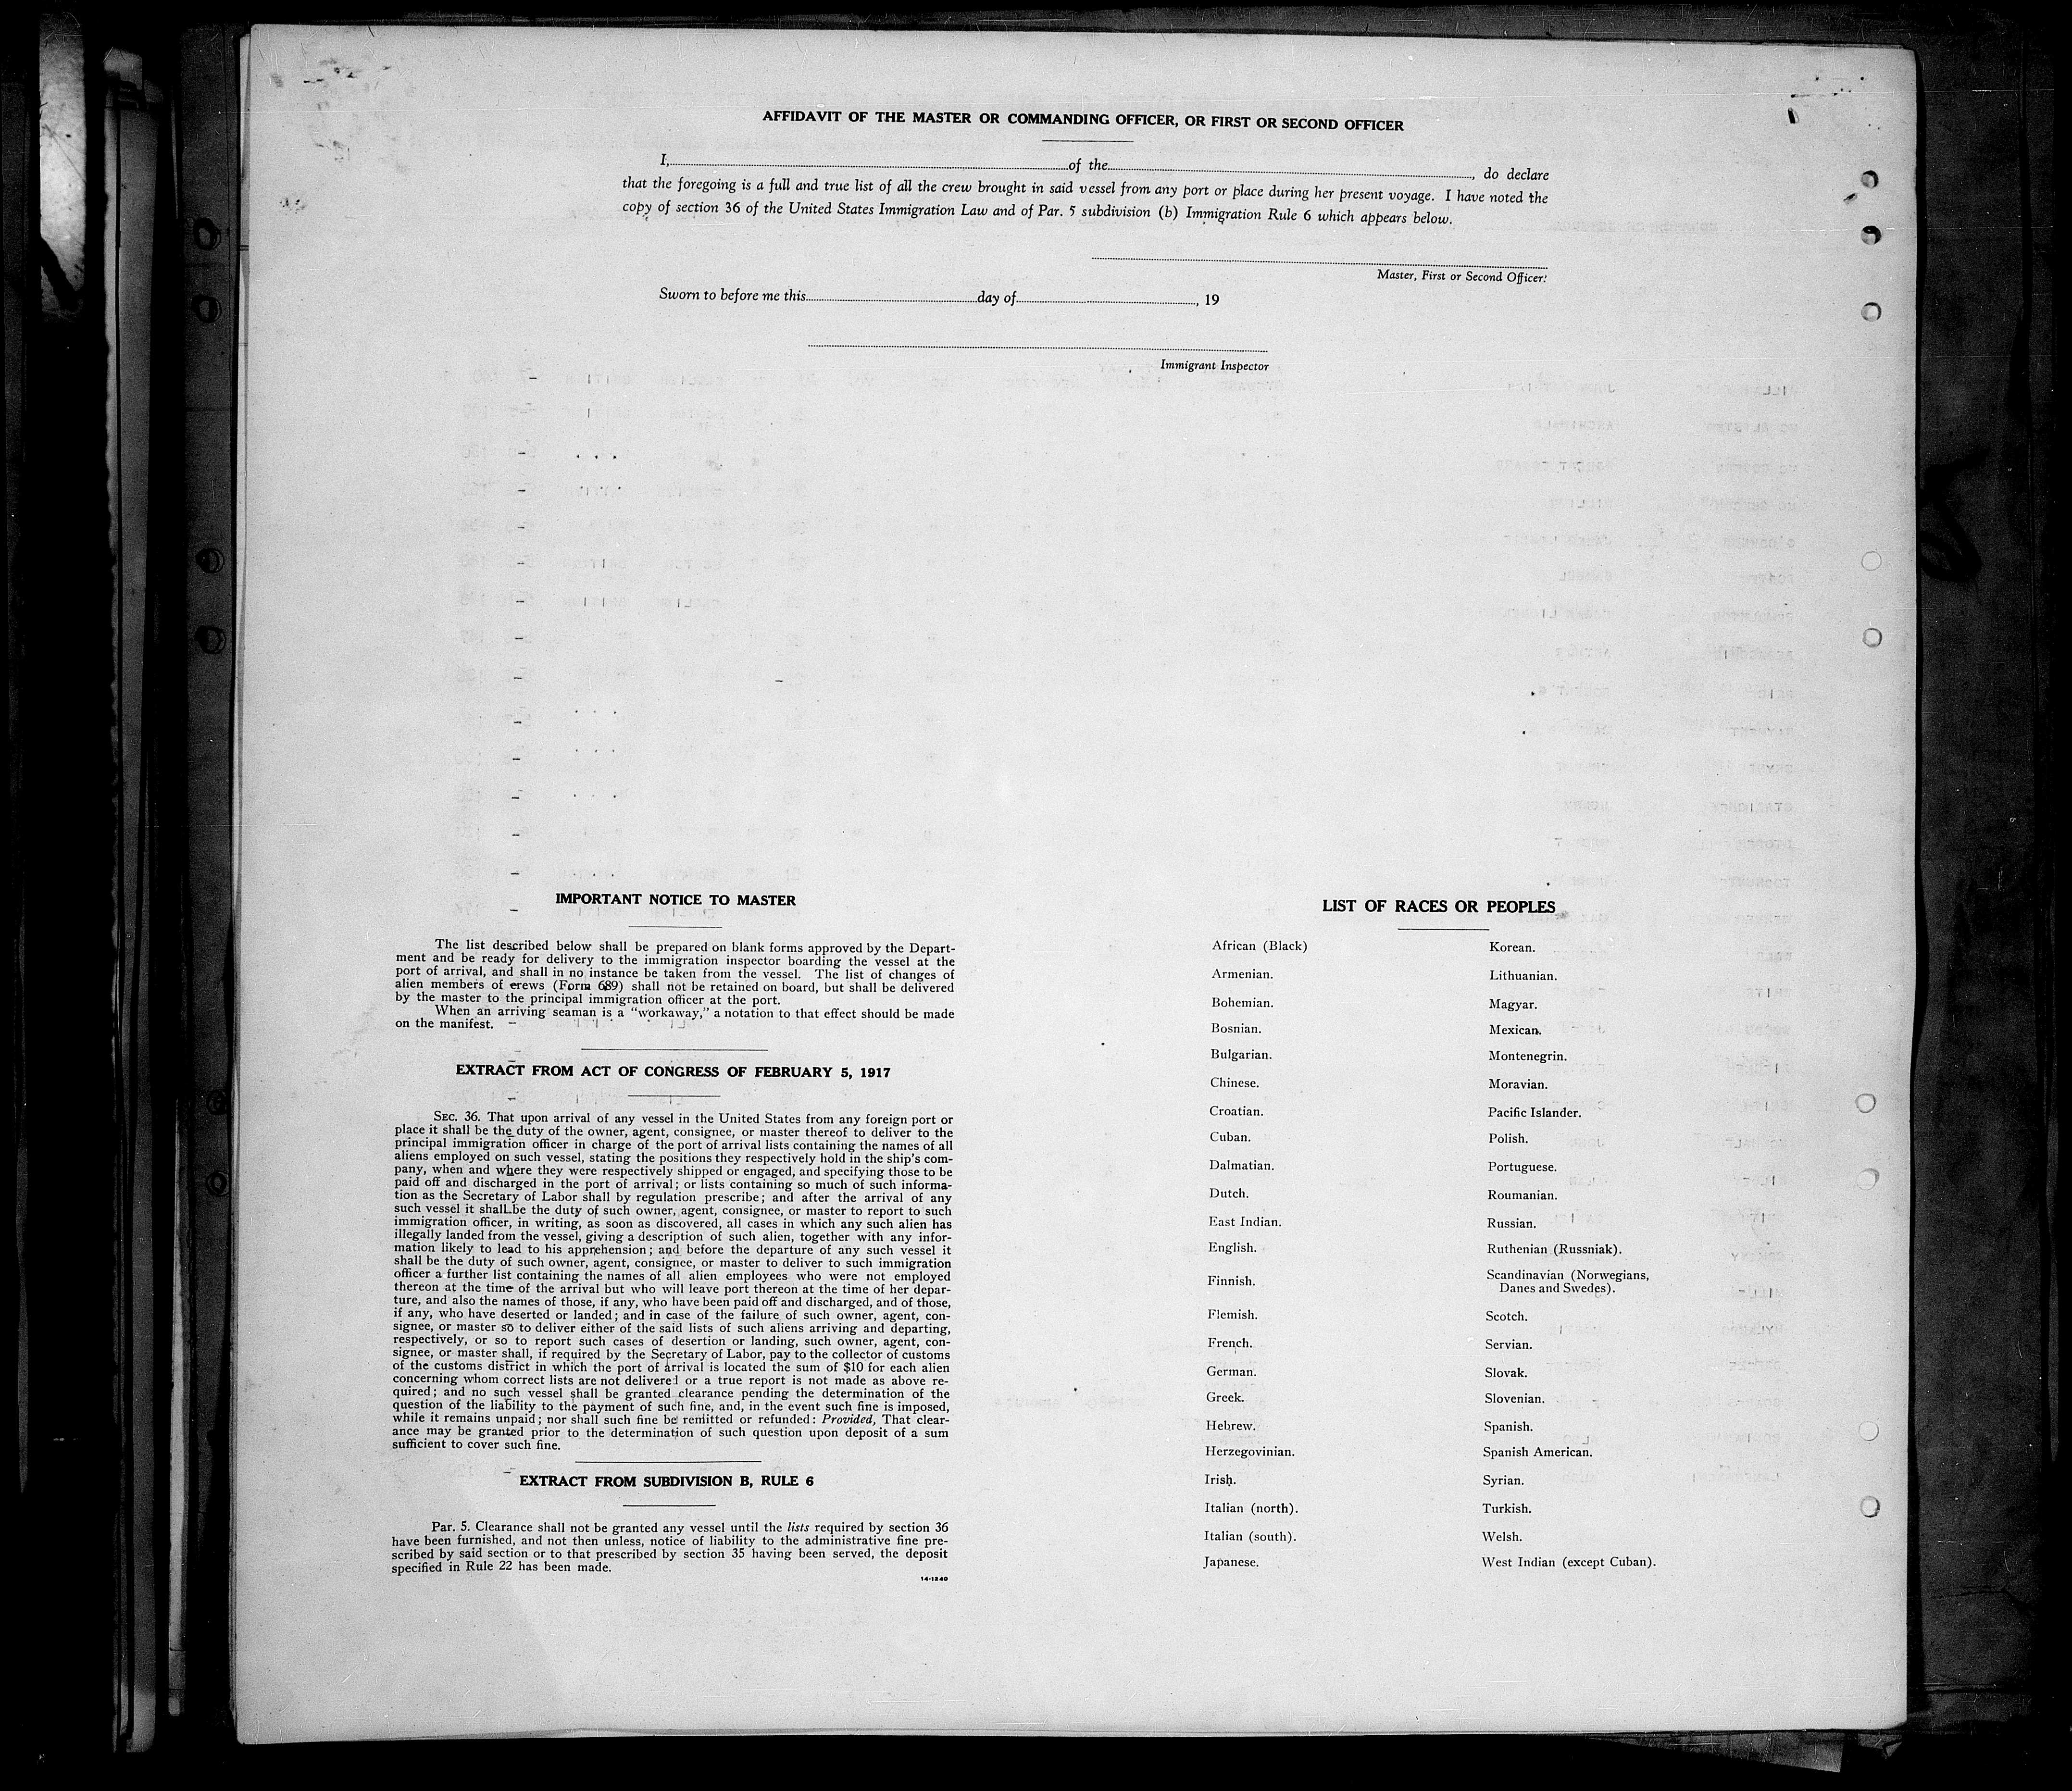 AFFIDAVIT OF THE MASTER OR COMMANDING OFFICER, OR FIRST OR SECOND OFFICER
I, of the , do declare
that the foregoing is a full and true list of all the crew brought in said vessel from any port or place during her present voyage. I have noted the
copy of section 36 of the United States Immigration Law and of Par. 5 subdivision (b) Immigration Rule 6 which appears below.
Master, First or Second Officer.
Sworn to before me this day of , 19
Immigrant Inspector
IMPORTANT NOTICE TO MASTER
The list described below shall be prepared on blank forms approved by the Depart-
ment and be ready for delivery to the immigration inspector boarding the vessel at the
port of arrival, and shall in no instance be taken from the vessel. The list of changes of
alien members of crews (Form 689) shall not be retained on board, but shall be delivered
by the master to the principal immigration officer at the port.
When an arriving seaman is a "workaway," a notation to that effect should be made
on the manifest.
EXTRACT FROM ACT OF CONGRESS OF FEBRUARY 5, 1917
SEC. 36. That upon arrival of any vessel in the United States from any foreign port or
place it shall be the duty of the owner, agent, consignee, or master thereof to deliver to the
principal immigration officer in charge of the port of arrival lists containing the names of all
aliens employed on such vessel, stating the positions they respectively hold in the ship's com-
pany, when and where they were respectively shipped or engaged, and specifying those to be
paid off and discharged in the port of arrival; or lists containing so much of such informa-
tion as the Secretary of Labor shall by regulation prescribe; and after the arrival of any
such vessel it shall be the duty of such owner, agent, consignee, or master to report to such
immigration officer, in writing, as soon as discovered, all cases in which any such alien has
illegally landed from the vessel, giving a description of such alien, together with any infor-
mation likely to lead to his apprehension; and before the departure of any such vessel it
shall be the duty of such owner, agent, consignee, or master to deliver to such immigration
officer a further list containing the names of all alien employees who were not employed
thereon at the time of the arrival but who will leave port thereon at the time of her depar-
ture, and also the names of those, if any, who have been paid off and discharged, and of those,
if any, who have deserted or landed; and in case of the failure of such owner, agent, con-
signee, or master so to deliver either of the said lists of such aliens arriving and departing,
respectively, or so to report such cases of desertion or landing, such owner, agent, con-
signee, or master shall, if required by the Secretary of Labor, pay to the collector of customs
of the customs district in which the port of arrival is located the sum of $10 for each alien
concerning whom correct lists are not delivered or a true report is not made as above re-
quired; and no such vessel shall be granted clearance pending the determination of the
question of the liability to the payment of such fine, and, in the event such fine is imposed,
while it remains unpaid; nor shall such fine be remitted or refunded: Provided, That clear-
ance may be granted prior to the determination of such question upon deposit of a sum
sufficient to cover such fine.
EXTRACT FROM SUBDIVISION B, RULE 6
Par. 5. Clearance shall not be granted any vessel until the lists required by section 36
have been furnished, and not then unless, notice of liability to the administrative fine pre-
scribed by said section or to that prescribed by section 35 having been served, the deposit
specified in Rule 22 has been made.
14-1240
LIST OF RACES OR PEOPLES
African (Black)
Armenian.
Bohemian.
Bosnian.
Bulgarian.
Chinese.
Croatian.
Cuban.
Dalmatian.
Dutch.
East Indian.
English.
Finnish.
Flemish.
French.
German.
Greek.
Hebrew.
Herzegovinian.
Irish.
Italian (north).
Italian (south).
Japanese.
Korean.
Lithuanian.
Magyar.
Mexican.
Montenegrin.
Moravian.
Pacific Islander.
Polish.
Portuguese.
Roumanian.
Russian.
Ruthenian (Russniak).
Scandinavian (Norwegians,
Danes and Swedes).
Scotch.
Servian.
Slovak.
Slovenian.
Spanish.
Spanish American.
Syrian.
Turkish.
Welsh.
West Indian (except Cuban).